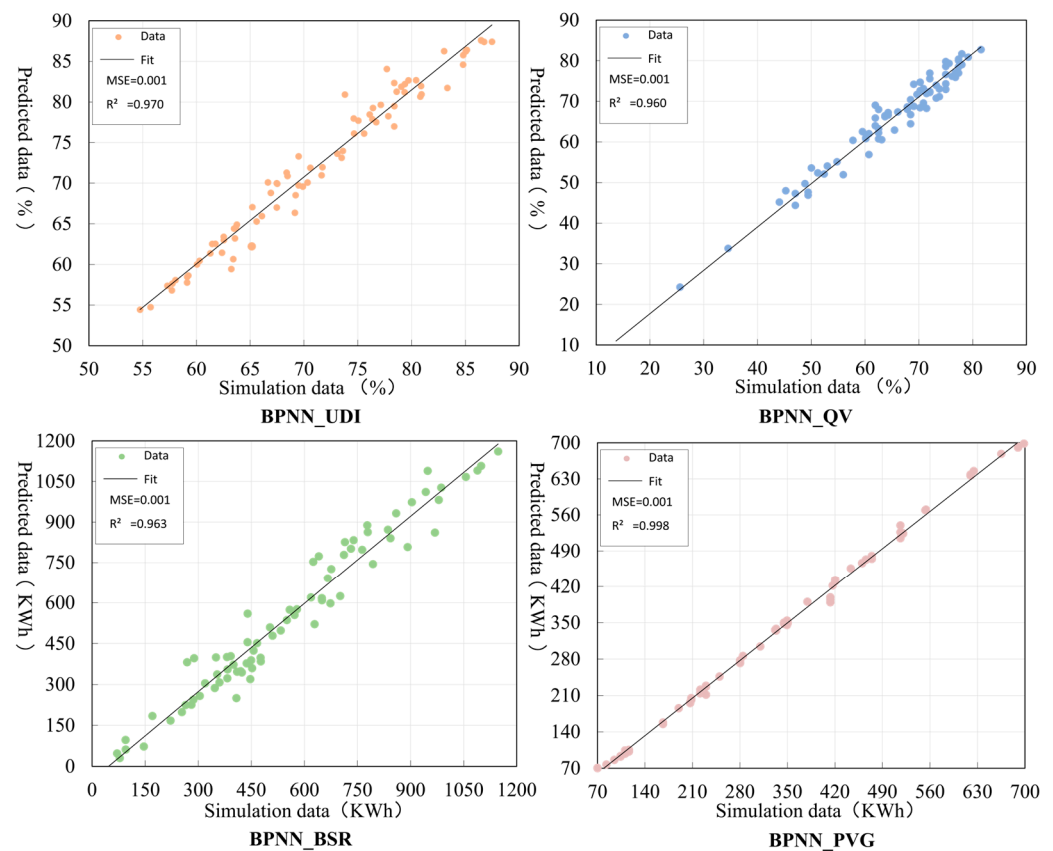 90
85
80
75
70
65
60
55
50
Predicted data（%）
Data
Fit
MSE=0.001
R² =0.970
50 55 60 65 70 75 80 85 90
Simulation data （%）
BPNN_UDI
90
80
70
60
50
40
30
20
10
Predicted data（%）
Data
Fit
MSE=0.001
R² =0.960
10 20 30 40 50 60 70 80 90
Simulation data （%）
BPNN_QV
1200
1050
900
750
600
450
300
150
0
Predicted data（KWh）
Data
Fit
MSE=0.001
R² =0.963
0 150 300 450 600 750 900 1050 1200
Simulation data（KWh）
BPNN_BSR
700
630
560
490
420
350
280
210
140
70
Predicted data（KWh）
Data
Fit
MSE=0.001
R² =0.998
70 140 210 280 350 420 490 560 630 700
Simulation data（KWh）
BPNN_PVG